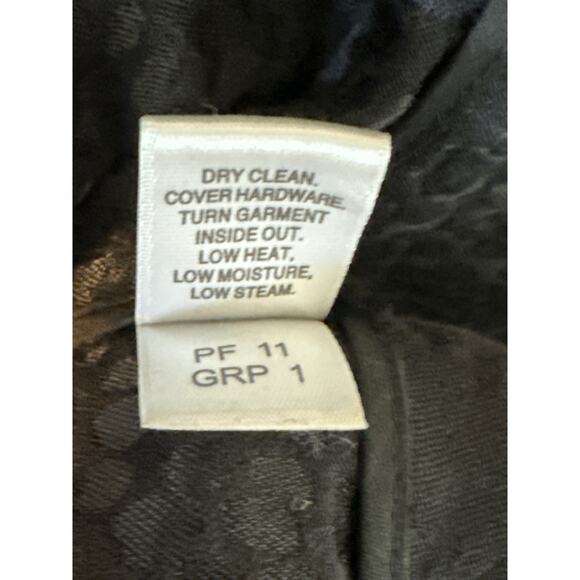 DRY CLEAN.
COVER HARDWARE.
TURN GARMENT
INSIDE OUT.
LOW HEAT,
LOW MOISTURE,
LOW STEAM.
PF 11
GRP 1